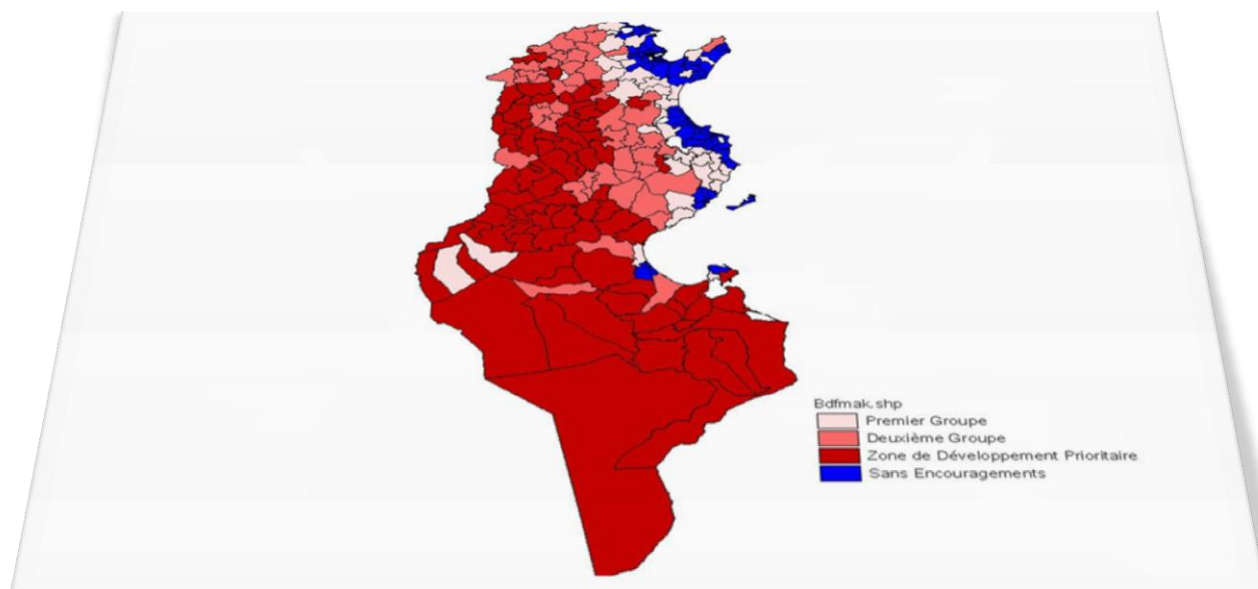 Bdfmak.shp
Premier Groupe
Deuxième Groupe
Zone de Développement Prioritaire
Sans Encouragements